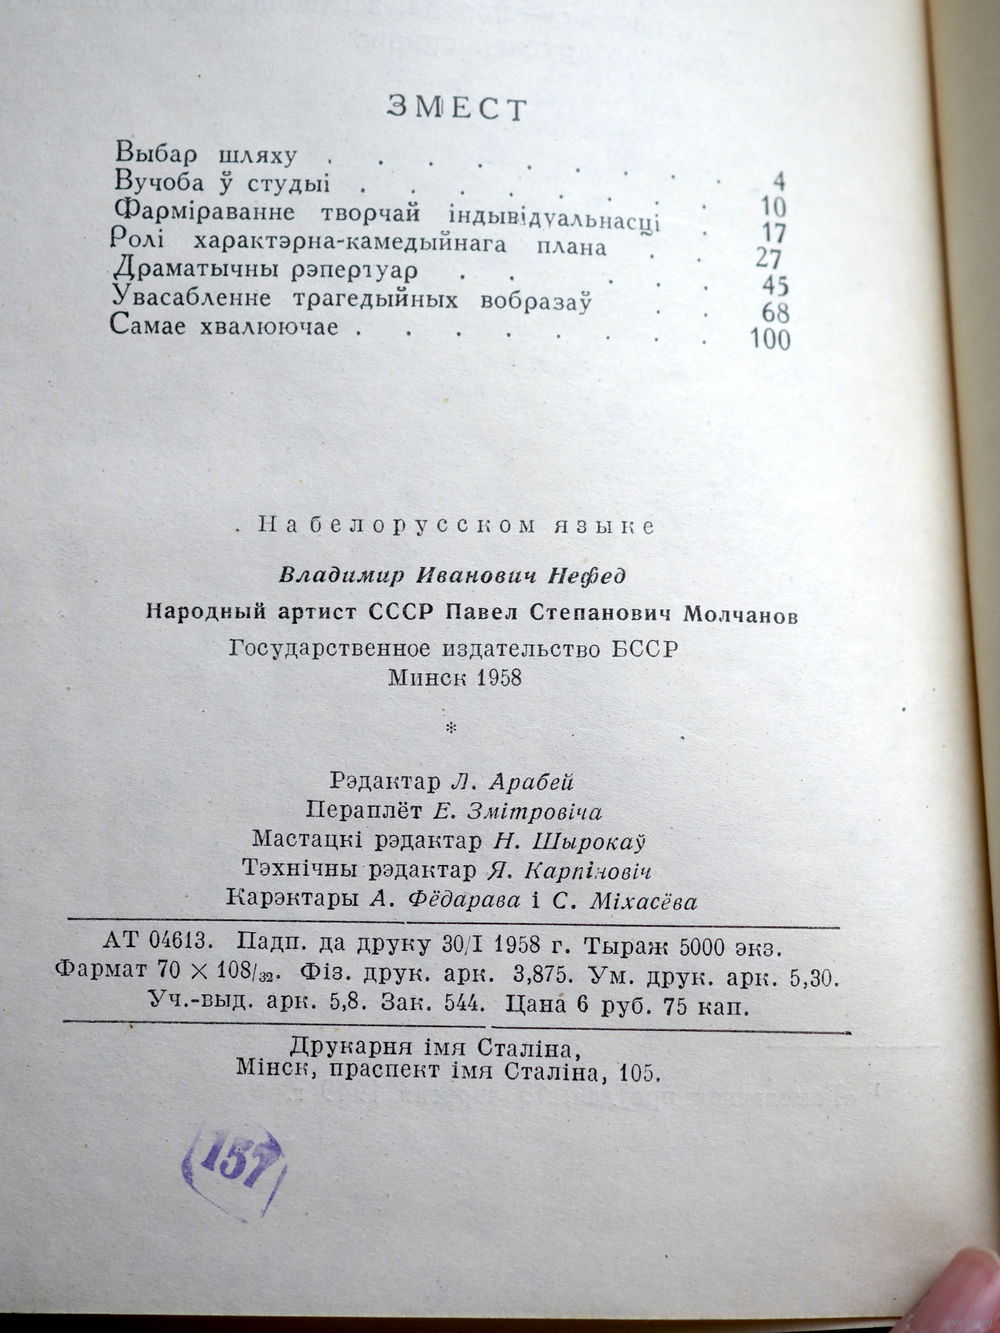 ЗМЕСТ
Выбар шляху . . . . . . . . . 4
Вучоба ў студыі . . . . . . . . 10
Фарміраванне творчай індывідуальнасці . 17
Ролі характэрна-камедыйнага плана . . 27
Драматычны рэпертуар . . . . . . 45
Увасабленне трагедыйных вобразаў . . 68
Самае хвалюючае . . . . . . . . 100
На белорусском языке
Владимир Иванович Нефед
Народный артист СССР Павел Степанович Молчанов
Государственное издательство БССР
Минск 1958
*
Рэдактар Л. Арабей
Пераплёт Е. Змітровіча
Мастацкі рэдактар Н. Шырокаў
Тэхнічны рэдактар Я. Карпіновіч
Карэктары А. Фёдарава і С. Міхасёва
АТ 04613. Падп. да друку 30/I 1958 г. Тыраж 5000 экз.
Фармат 70 × 108/32. Фіз. друк. арк. 3,875. Ум. друк. арк. 5,30.
Уч.-выд. арк. 5,8. Зак. 544. Цана 6 руб. 75 кап.
Друкарня імя Сталіна,
Мінск, праспект імя Сталіна, 105.
157